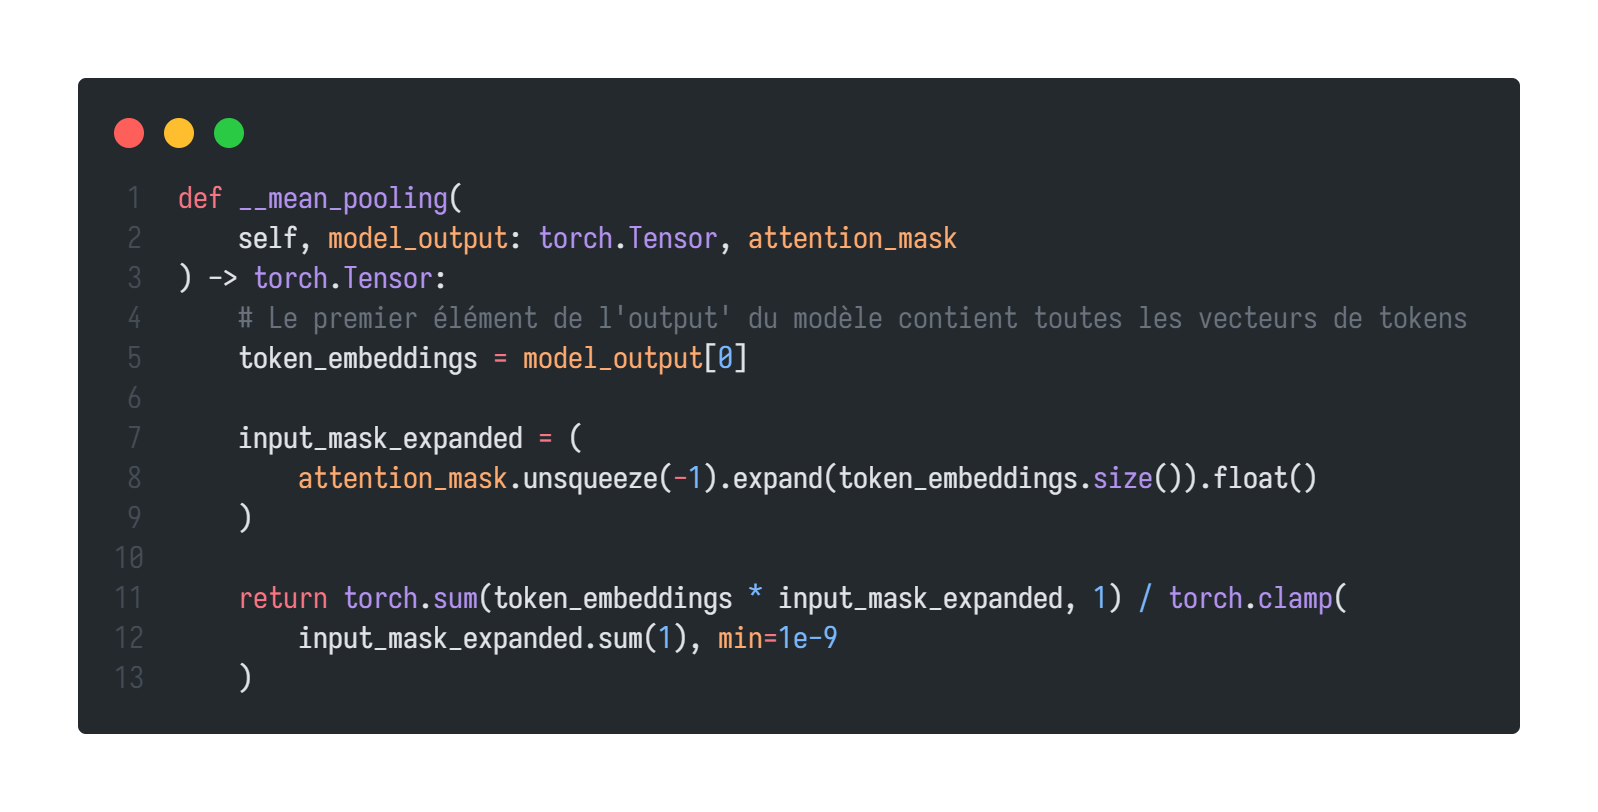 1 def __mean_pooling(
2     self, model_output: torch.Tensor, attention_mask
3 ) -> torch.Tensor:
4     # Le premier élément de l'output' du modèle contient toutes les vecteurs de tokens
5     token_embeddings = model_output[0]
6
7     input_mask_expanded = (
8         attention_mask.unsqueeze(-1).expand(token_embeddings.size()).float()
9     )
10
11     return torch.sum(token_embeddings * input_mask_expanded, 1) / torch.clamp(
12         input_mask_expanded.sum(1), min=1e-9
13     )